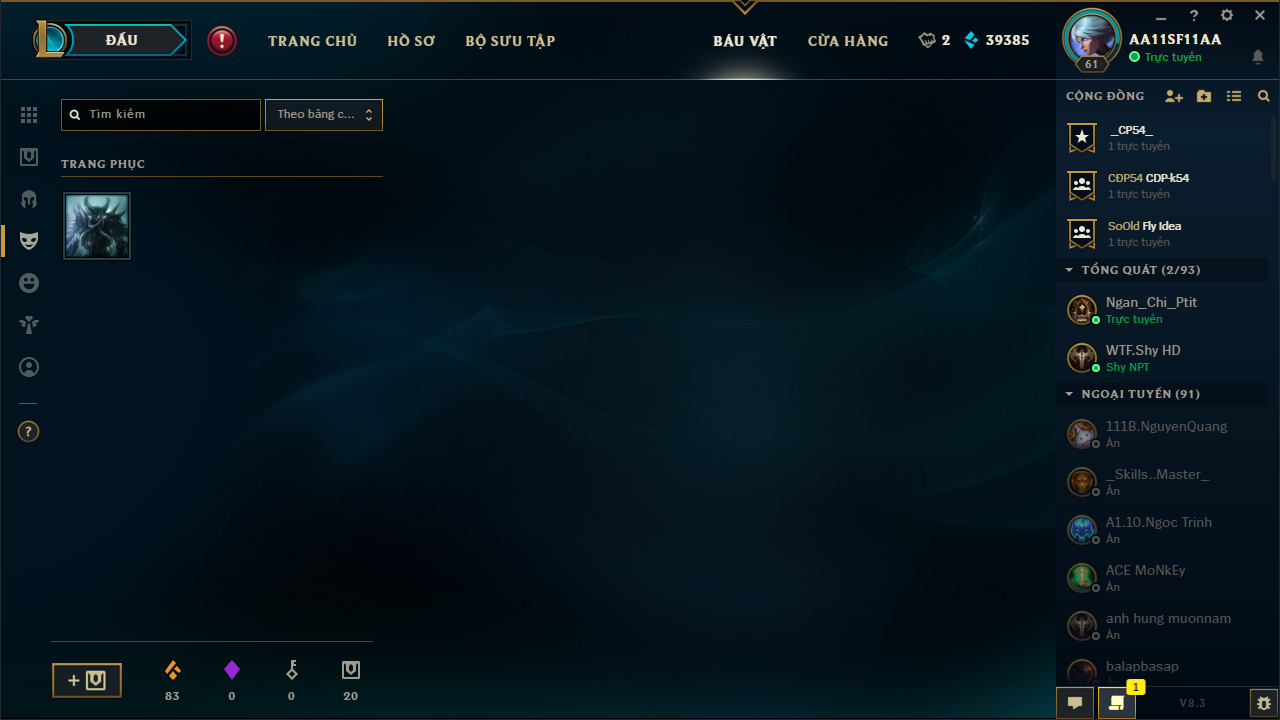 ĐẤU
TRANG CHỦ
HỒ SƠ
BỘ SƯU TẬP
BÁU VẬT
CỬA HÀNG
2
39385
61
AA11SF11AA
Trực tuyến
Tìm kiếm
Theo bảng c...
TRANG PHỤC
83
0
0
20
CỘNG ĐỒNG
_CP54_
1 trực tuyến
CĐP54 CDP-k54
1 trực tuyến
SoOld Fly Idea
1 trực tuyến
TỔNG QUÁT (2/93)
Ngan_Chi_Ptit
Trực tuyến
WTF.Shy HD
Shy NPT
NGOẠI TUYẾN (91)
111B.NguyenQuang
Ẩn
_Skills..Master_
Ẩn
A1.10.Ngoc Trinh
Ẩn
ACE MoNkEy
Ẩn
anh hung muonnam
Ẩn
balapbasap
1
V8.3